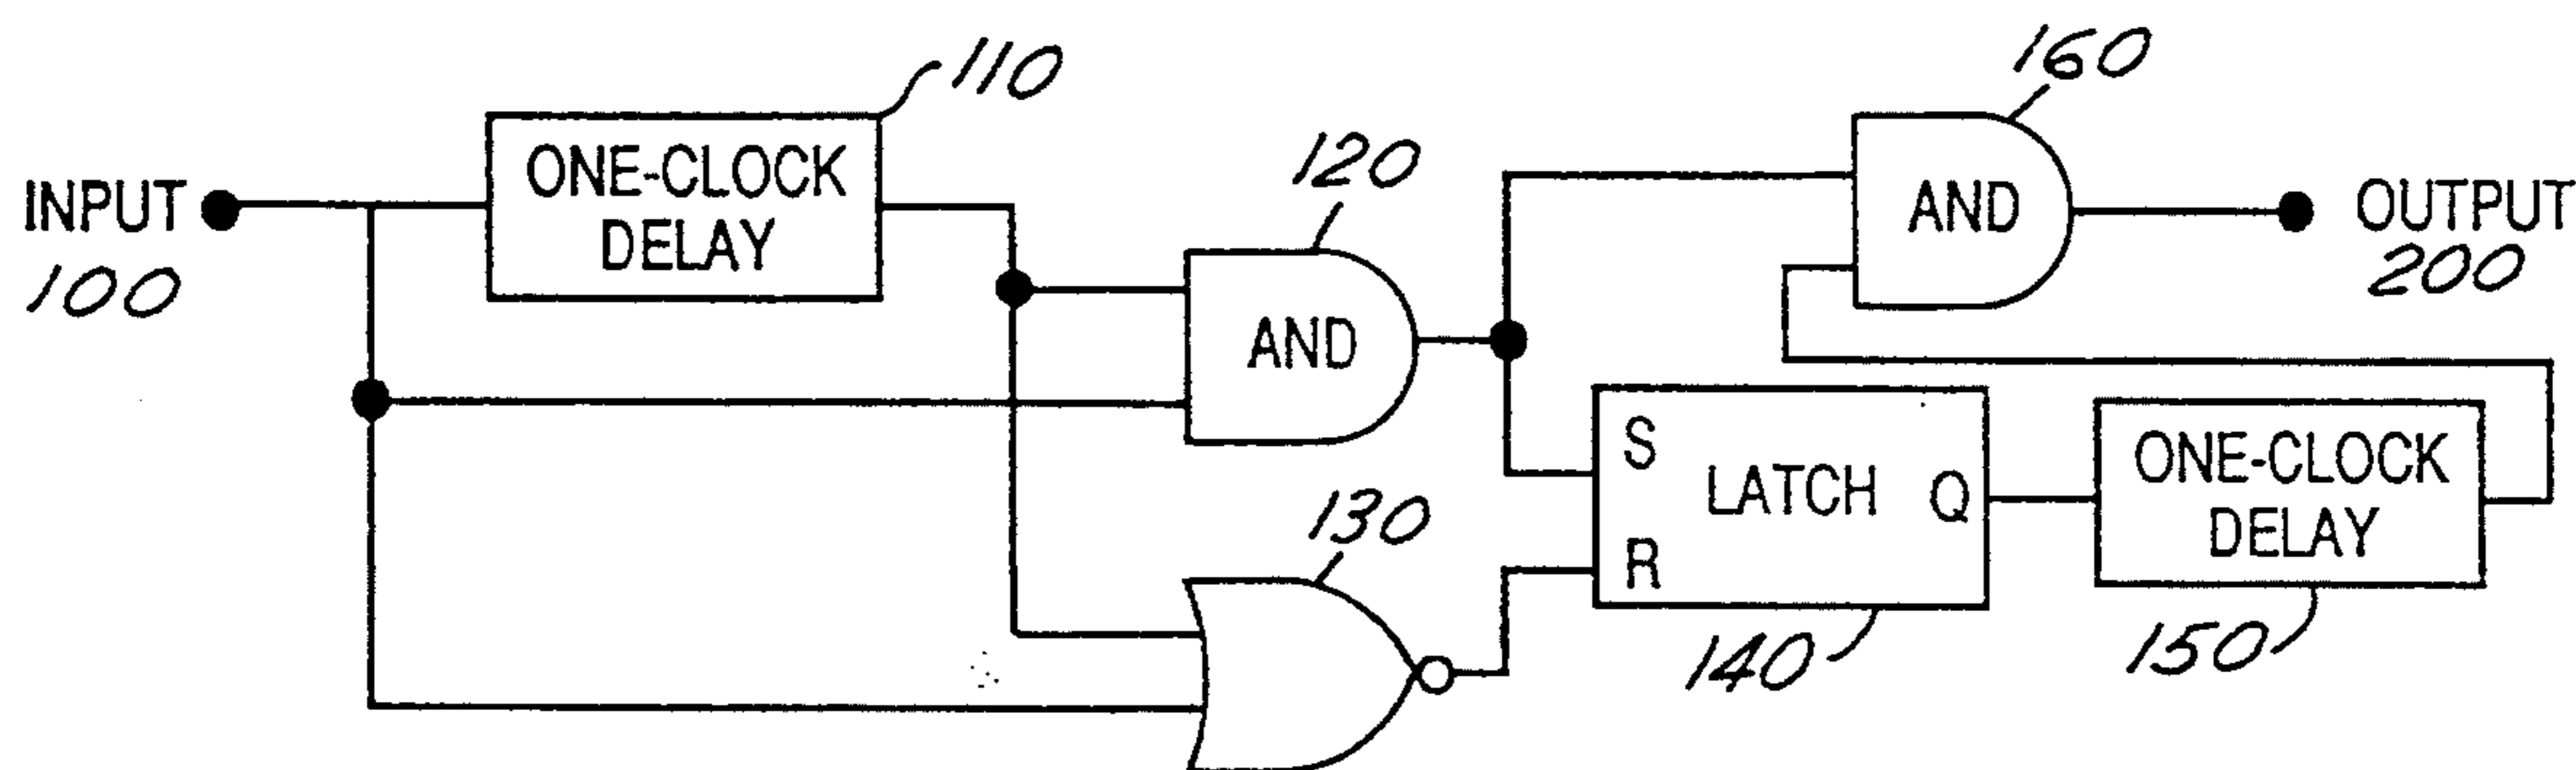 INPUT
100
ONE-CLOCK
DELAY
110
AND
120
130
S
LATCH
Q
R
140
ONE-CLOCK
DELAY
150
AND
160
OUTPUT
200